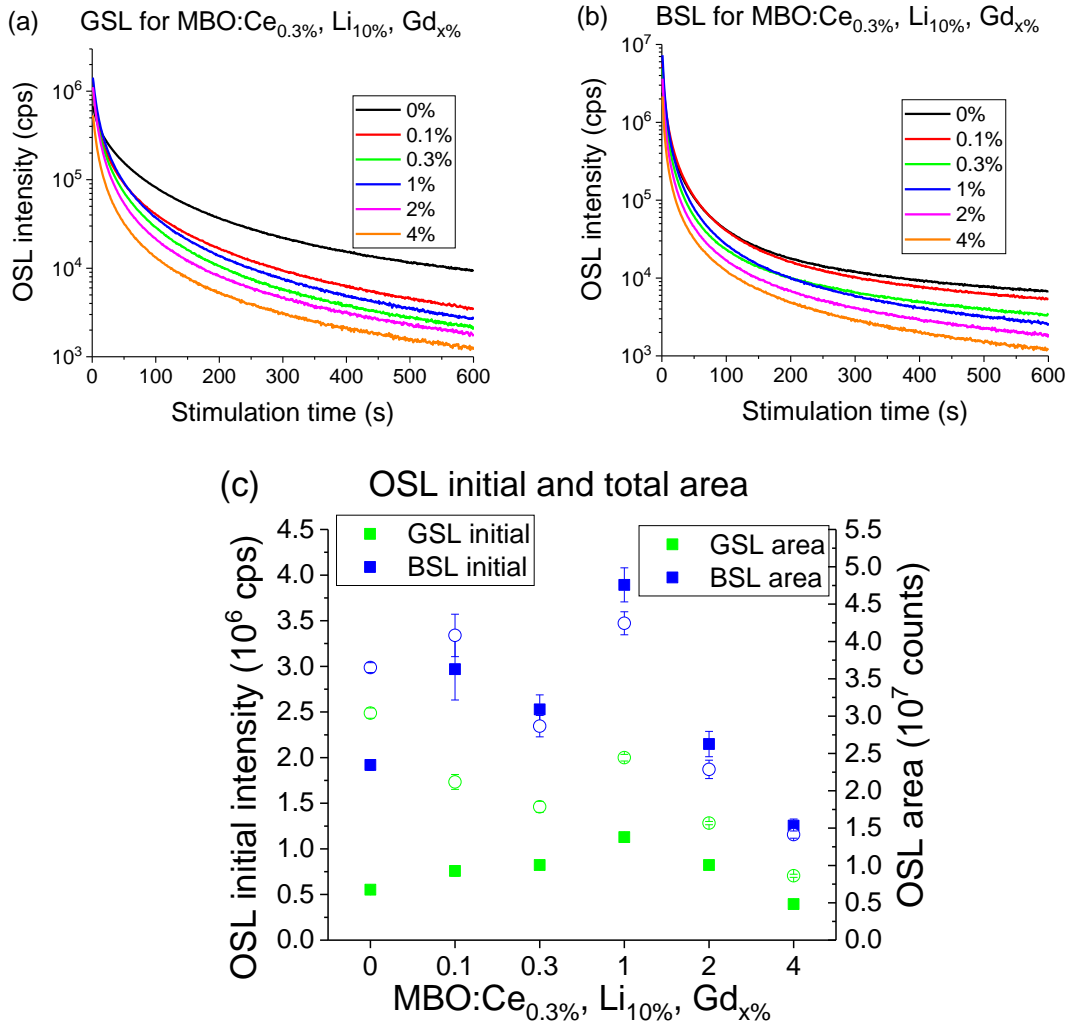 (a) GSL for MBO:Ce0.3%, Li10%, Gdx%
OSL intensity (cps)
10^6
10^5
10^4
10^3
0%
0.1%
0.3%
1%
2%
4%
0 100 200 300 400 500 600
Stimulation time (s)
(b) BSL for MBO:Ce0.3%, Li10%, Gdx%
OSL intensity (cps)
10^7
10^6
10^5
10^4
10^3
0%
0.1%
0.3%
1%
2%
4%
0 100 200 300 400 500 600
Stimulation time (s)
(c) OSL initial and total area
OSL initial intensity (10^6 cps)
4.5
4.0
3.5
3.0
2.5
2.0
1.5
1.0
0.5
0.0
GSL initial
BSL initial
GSL area
BSL area
5.5
5.0
4.5
4.0
3.5
3.0
2.5
2.0
1.5
1.0
0.5
0.0
OSL area (10^7 counts)
0 0.1 0.3 1 2 4
MBO:Ce0.3%, Li10%, Gdx%